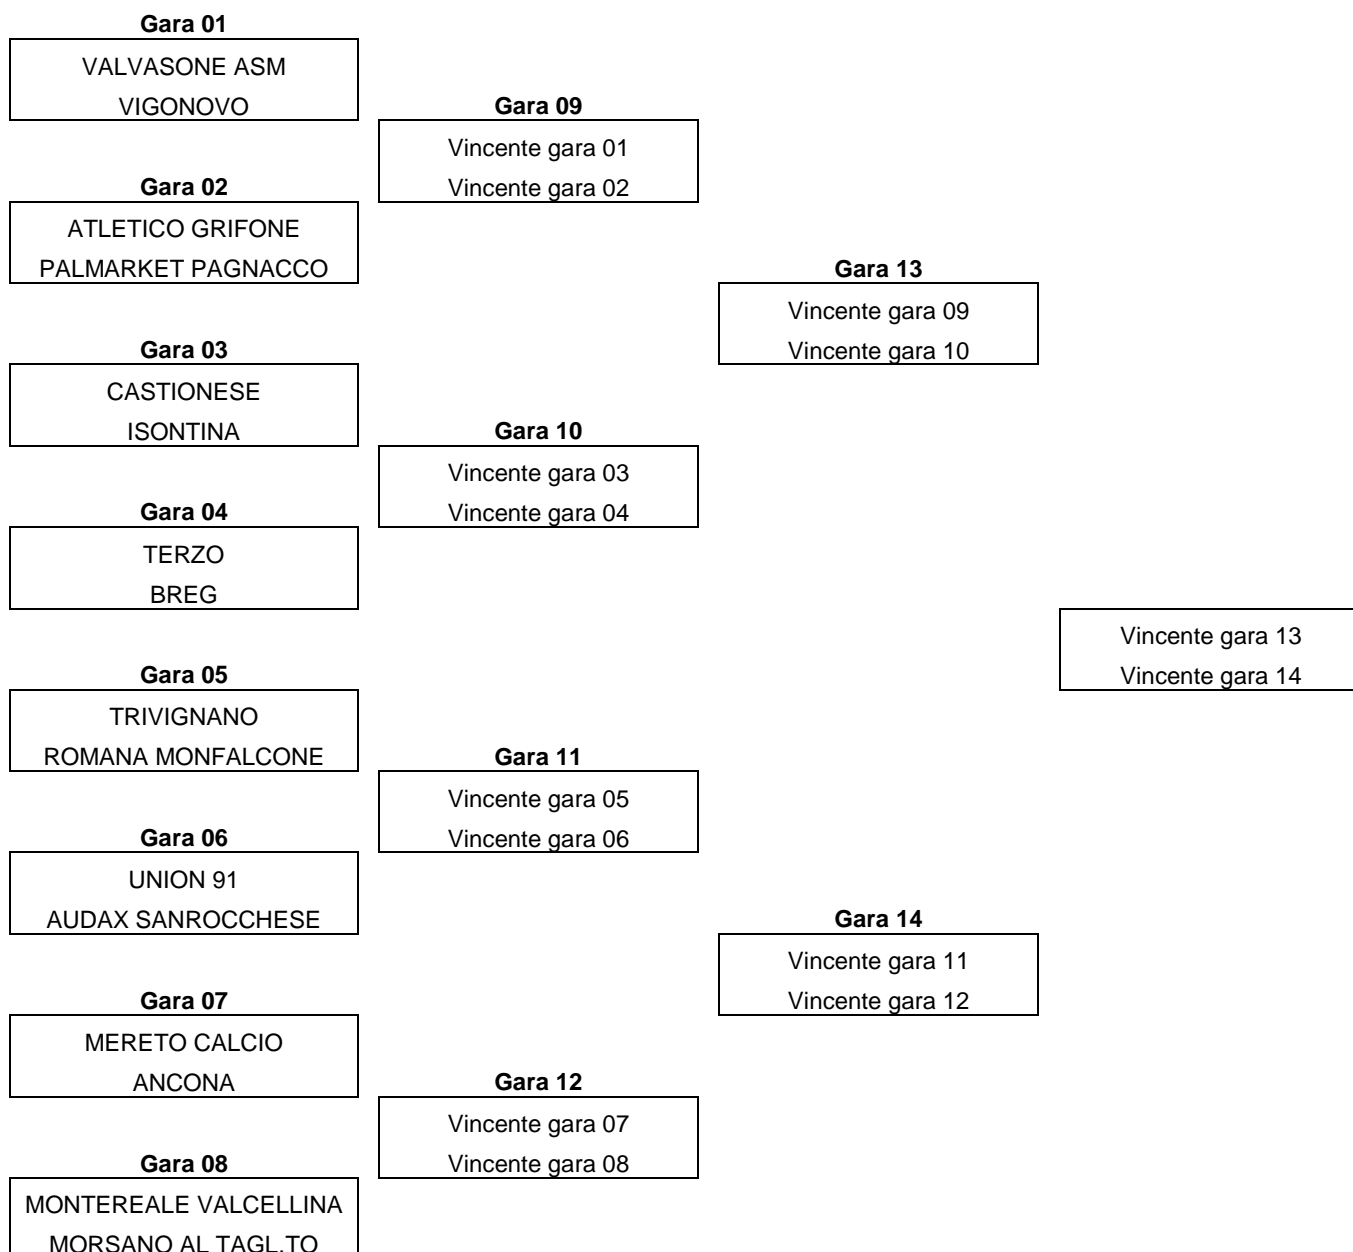 Gara 01
VALVASONE ASM
VIGONOVO
Gara 02
ATLETICO GRIFONE
PALMARKET PAGNACCO
Gara 03
CASTIONESE
ISONTINA
Gara 04
TERZO
BREG
Gara 05
TRIVIGNANO
ROMANA MONFALCONE
Gara 06
UNION 91
AUDAX SANROCCHESE
Gara 07
MERETO CALCIO
ANCONA
Gara 08
MONTEREALE VALCELLINA
MORSANO AL TAGL.TO
Gara 09
Vincente gara 01
Vincente gara 02
Gara 10
Vincente gara 03
Vincente gara 04
Gara 11
Vincente gara 05
Vincente gara 06
Gara 12
Vincente gara 07
Vincente gara 08
Gara 13
Vincente gara 09
Vincente gara 10
Gara 14
Vincente gara 11
Vincente gara 12
Vincente gara 13
Vincente gara 14